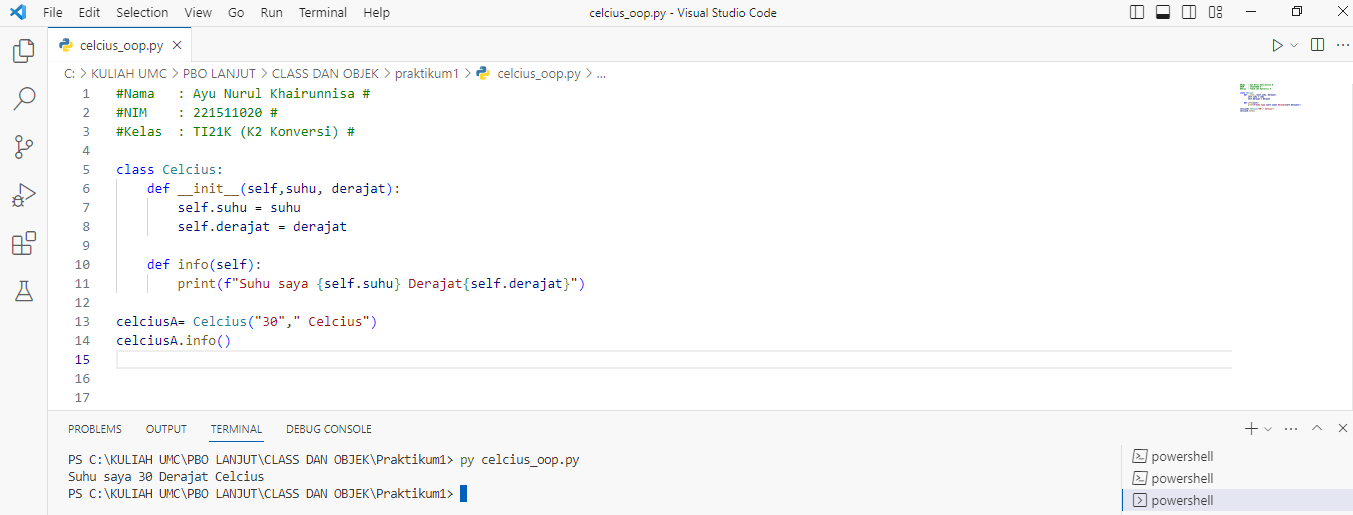 File Edit Selection View Go Run Terminal Help celcius_oop.py - Visual Studio Code
celcius_oop.py
C: > KULIAH UMC > PBO LANJUT > CLASS DAN OBJEK > praktikum1 > celcius_oop.py > ...
1 #Nama   : Ayu Nurul Khairunnisa #
2 #NIM    : 221511020 #
3 #Kelas  : TI21K (K2 Konversi) #
4
5 class Celcius:
6     def __init__(self,suhu, derajat):
7         self.suhu = suhu
8         self.derajat = derajat
9
10     def info(self):
11         print(f"Suhu saya {self.suhu} Derajat{self.derajat}")
12
13 celciusA= Celcius("30"," Celcius")
14 celciusA.info()
15
16
17
PROBLEMS OUTPUT TERMINAL DEBUG CONSOLE
PS C:\KULIAH UMC\PBO LANJUT\CLASS DAN OBJEK\Praktikum1> py celcius_oop.py
Suhu saya 30 Derajat Celcius
PS C:\KULIAH UMC\PBO LANJUT\CLASS DAN OBJEK\Praktikum1>
powershell
powershell
powershell